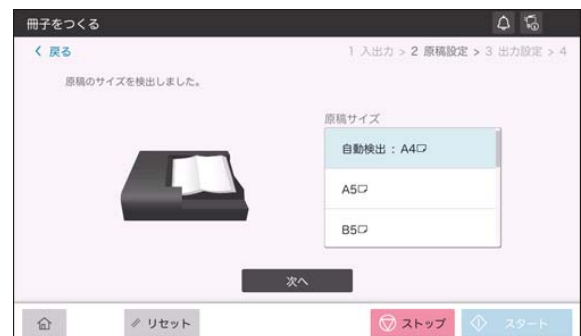 冊子をつくる
戻る
1 入出力 > 2 原稿設定 > 3 出力設定 > 4
原稿のサイズを検出しました。
原稿サイズ
自動検出 : A4
A5
B5
次へ
リセット
ストップ
スタート